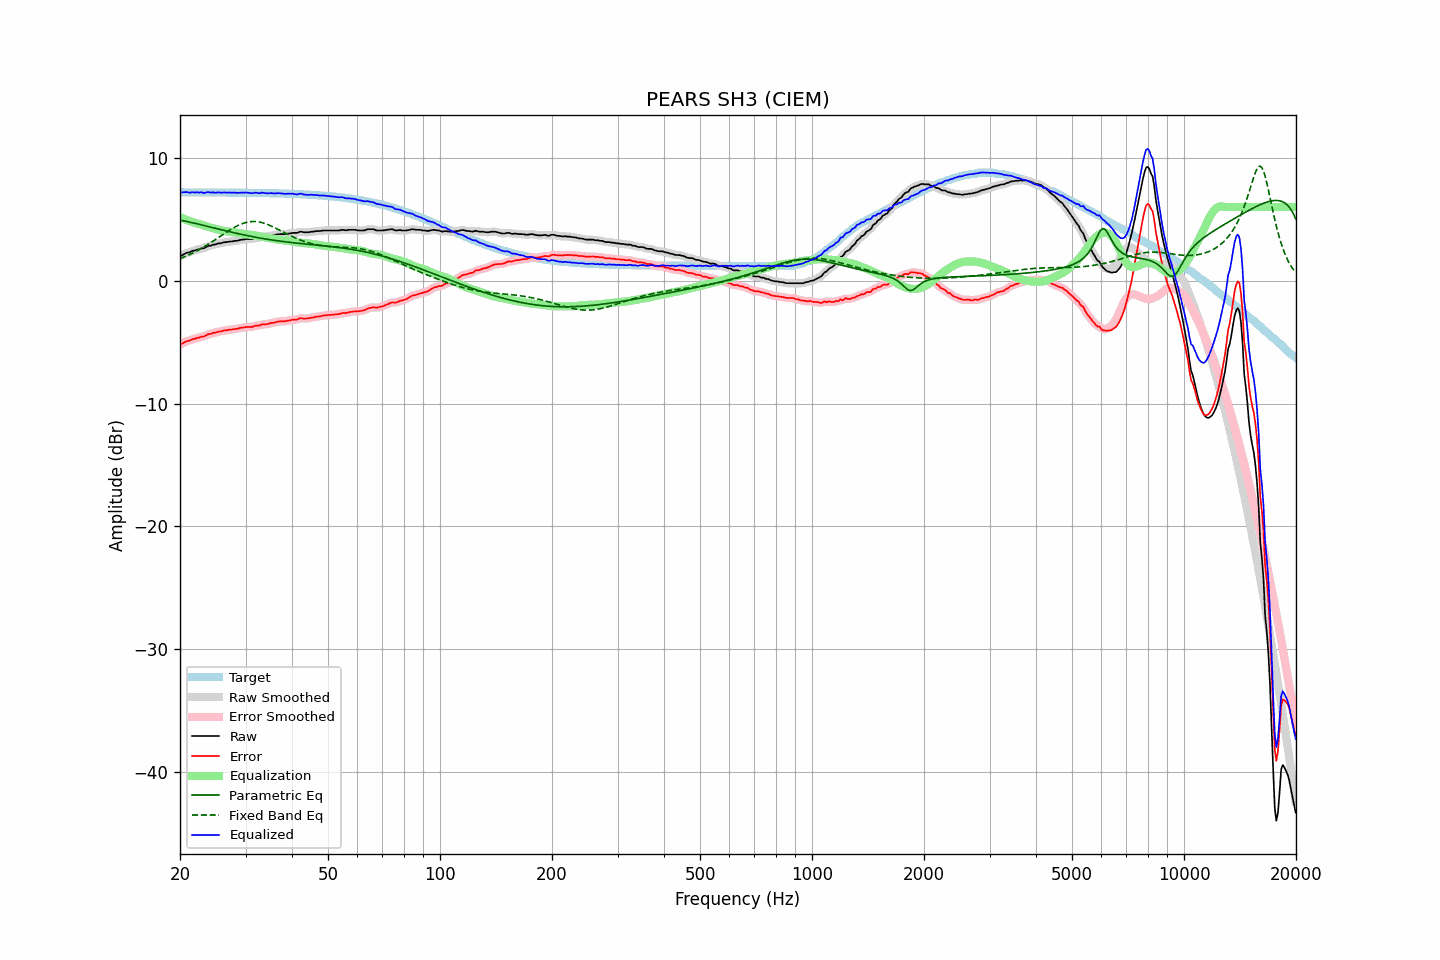 PEARS SH3 (CIEM)
Amplitude (dBr)
10
0
−10
−20
−30
−40
Target
Raw Smoothed
Error Smoothed
Raw
Error
Equalization
Parametric Eq
Fixed Band Eq
Equalized
20 50 100 200 500 1000 2000 5000 10000 20000
Frequency (Hz)